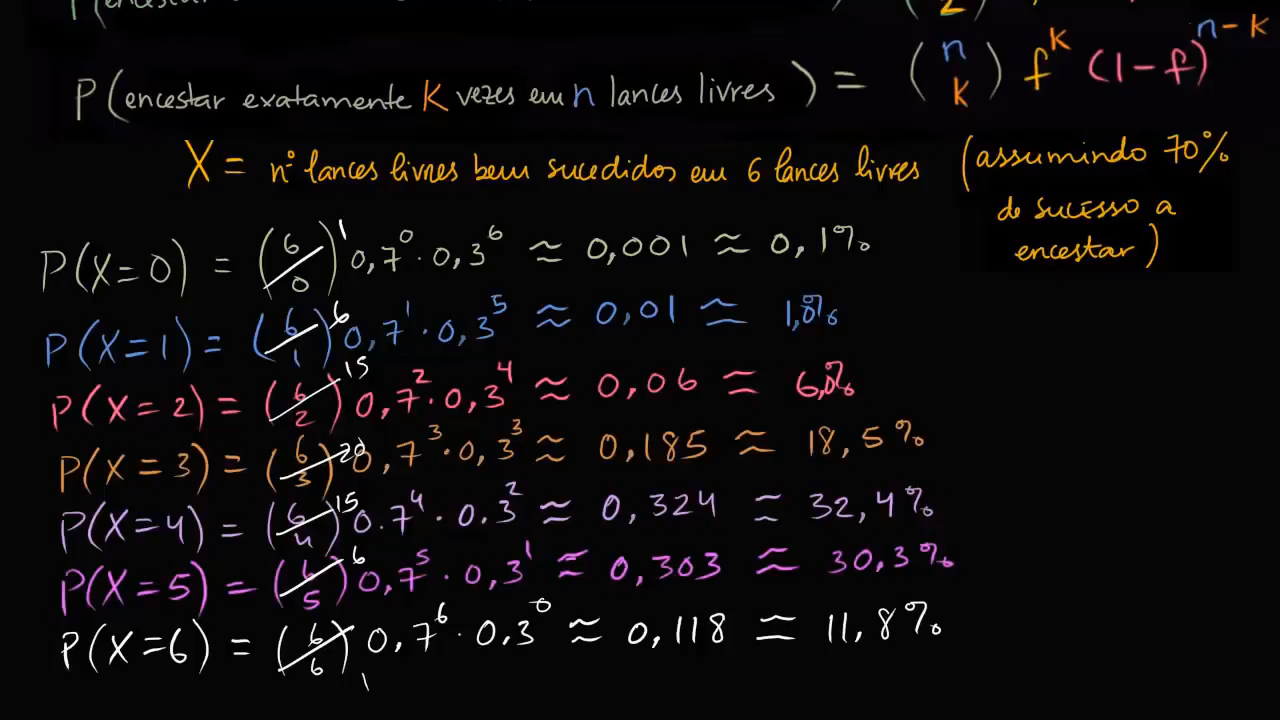 P(encestar
2
P(encestar exatamente K vezes em n lances livres) = (n k) f^k (1-f)^n-k
X = nº lances livres bem sucedidos em 6 lances livres (assumindo 70% de sucesso a encestar)
P(X=0) = (6 0) 1 0,7^0 · 0,3^6 ≈ 0,001 ≈ 0,1%
P(X=1) = (6 1) 6 0,7^1 · 0,3^5 ≈ 0,01 ≈ 1,0%
P(X=2) = (6 2) 15 0,7^2 · 0,3^4 ≈ 0,06 ≈ 6,0%
P(X=3) = (6 3) 20 0,7^3 · 0,3^3 ≈ 0,185 ≈ 18,5%
P(X=4) = (6 4) 15 0.7^4 · 0.3^2 ≈ 0,324 ≈ 32,4%
P(X=5) = (6 5) 6 0,7^5 · 0,3^1 ≈ 0,303 ≈ 30,3%
P(X=6) = (6 6) 1 0,7^6 · 0,3^0 ≈ 0,118 ≈ 11,8%